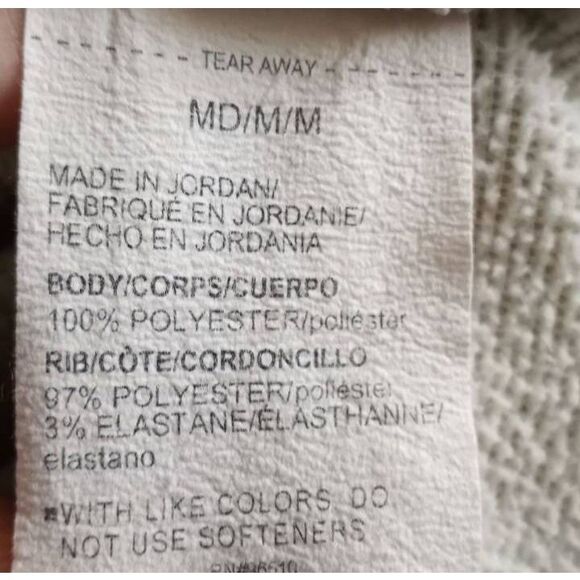 TEAR AWAY
MD/M/M
MADE IN JORDAN/
FABRIQUÉ EN JORDANIE/
HECHO EN JORDANIA
BODY/CORPS/CUERPO
100% POLYESTER/poliéster
RIB/CÔTE/CORDONCILLO
97% POLYESTER/poliéster
3% ELASTANE/ÉLASTHANNE/
elastano
WITH LIKE COLORS. DO
NOT USE SOFTENERS